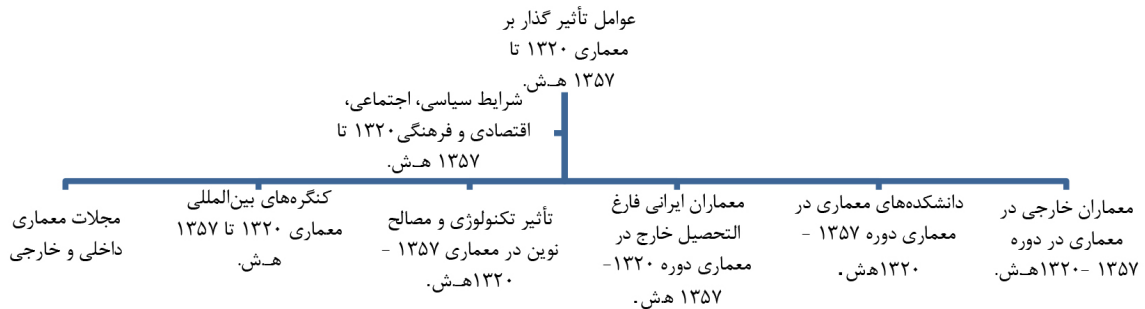 عوامل تأثیر گذار بر
معماری ۱۳۲۰ تا
۱۳۵۷ هـ.ش.
شرایط سیاسی، اجتماعی،
اقتصادی و فرهنگی۱۳۲۰ تا
۱۳۵۷ هـ.ش.
معماران خارجی در
معماری در دوره
۱۳۵۷ -۱۳۲۰هـ.ش.
دانشکده‌های معماری در
معماری دوره ۱۳۵۷ -
۱۳۲۰هش.
معماران ایرانی فارغ
التحصیل خارج در
معماری دوره ۱۳۲۰-
۱۳۵۷ هش.
تأثیر تکنولوژی و مصالح
نوین در معماری ۱۳۵۷ -
۱۳۲۰هـ.ش.
کنگره‌های بین‌المللی
معماری ۱۳۲۰ تا ۱۳۵۷
هـ.ش.
مجلات معماری
داخلی و خارجی